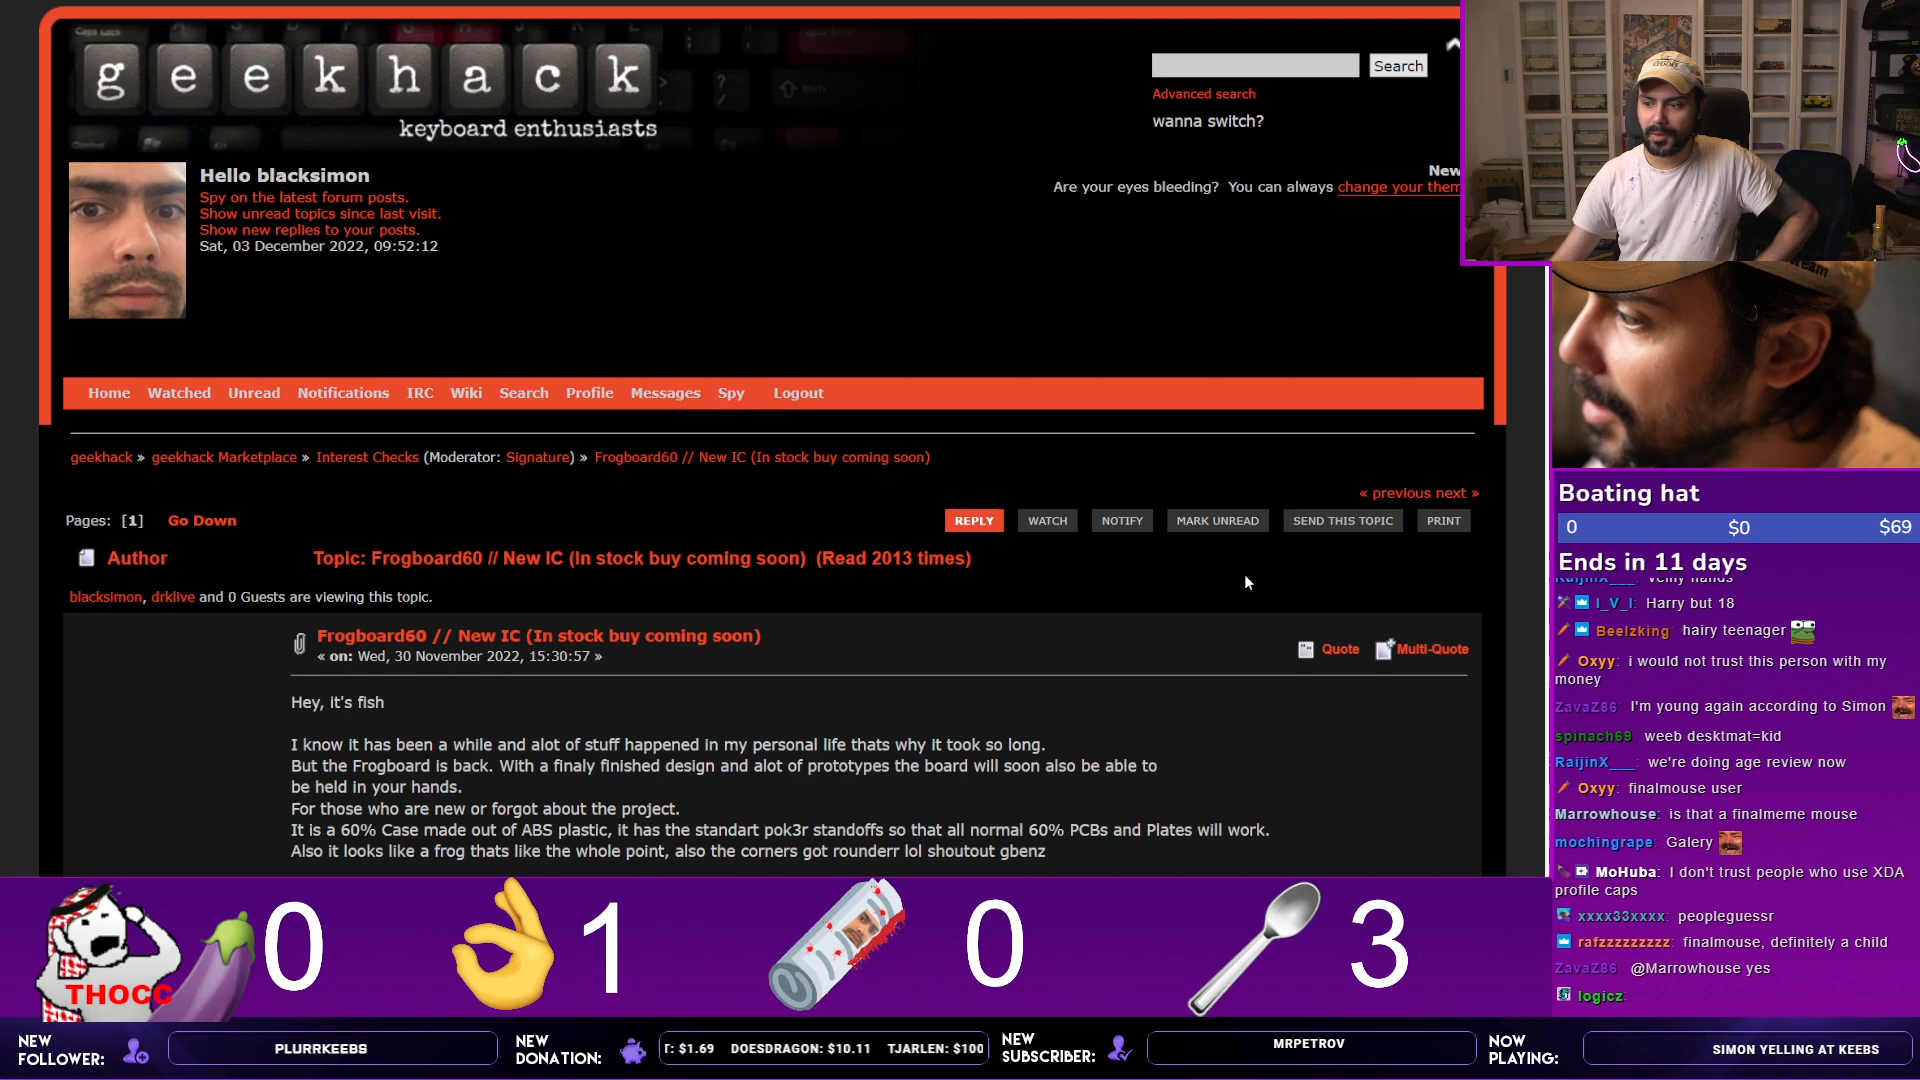 geekhack
keyboard enthusiasts
Search
Advanced search
wanna switch?
Hello blacksimon
Spy on the latest forum posts.
Show unread topics since last visit.
Show new replies to your posts.
Sat, 03 December 2022, 09:52:12
New
Are your eyes bleeding? You can always change your them
Home Watched Unread Notifications IRC Wiki Search Profile Messages Spy Logout
geekhack » geekhack Marketplace » Interest Checks (Moderator: Signature) » Frogboard60 // New IC (In stock buy coming soon)
« previous next »
Pages: [1] Go Down
REPLY WATCH NOTIFY MARK UNREAD SEND THIS TOPIC PRINT
Author Topic: Frogboard60 // New IC (In stock buy coming soon) (Read 2013 times)
blacksimon, drklive and 0 Guests are viewing this topic.
Frogboard60 // New IC (In stock buy coming soon)
« on: Wed, 30 November 2022, 15:30:57 »
Quote Multi-Quote
Hey, it's fish
I know it has been a while and alot of stuff happened in my personal life thats why it took so long.
But the Frogboard is back. With a finaly finished design and alot of prototypes the board will soon also be able to
be held in your hands.
For those who are new or forgot about the project.
It is a 60% Case made out of ABS plastic, it has the standart pok3r standoffs so that all normal 60% PCBs and Plates will work.
Also it looks like a frog thats like the whole point, also the corners got rounderr lol shoutout gbenz
Boating hat
0 $0 $69
Ends in 11 days
RaijinX___: veiny hands
I_V_I: Harry but 18
Beelzking: hairy teenager
Oxyy: i would not trust this person with my
money
ZavaZ86: I'm young again according to Simon
spinach69: weeb desktmat=kid
RaijinX___: we're doing age review now
Oxyy: finalmouse user
Marrowhouse: is that a finalmeme mouse
mochingrape: Galery
MoHuba: I don't trust people who use XDA
profile caps
xxxx33xxxx: peopleguessr
rafzzzzzzzzz: finalmouse, definitely a child
ZavaZ86: @Marrowhouse yes
logicz:
THOCC 0 1 0 3
NEW
FOLLOWER:
PLURRKEEBS
NEW
DONATION:
T: $1.69 DOESDRAGON: $10.11 TJARLEN: $100
NEW
SUBSCRIBER:
MRPETROV
NOW
PLAYING:
SIMON YELLING AT KEEBS